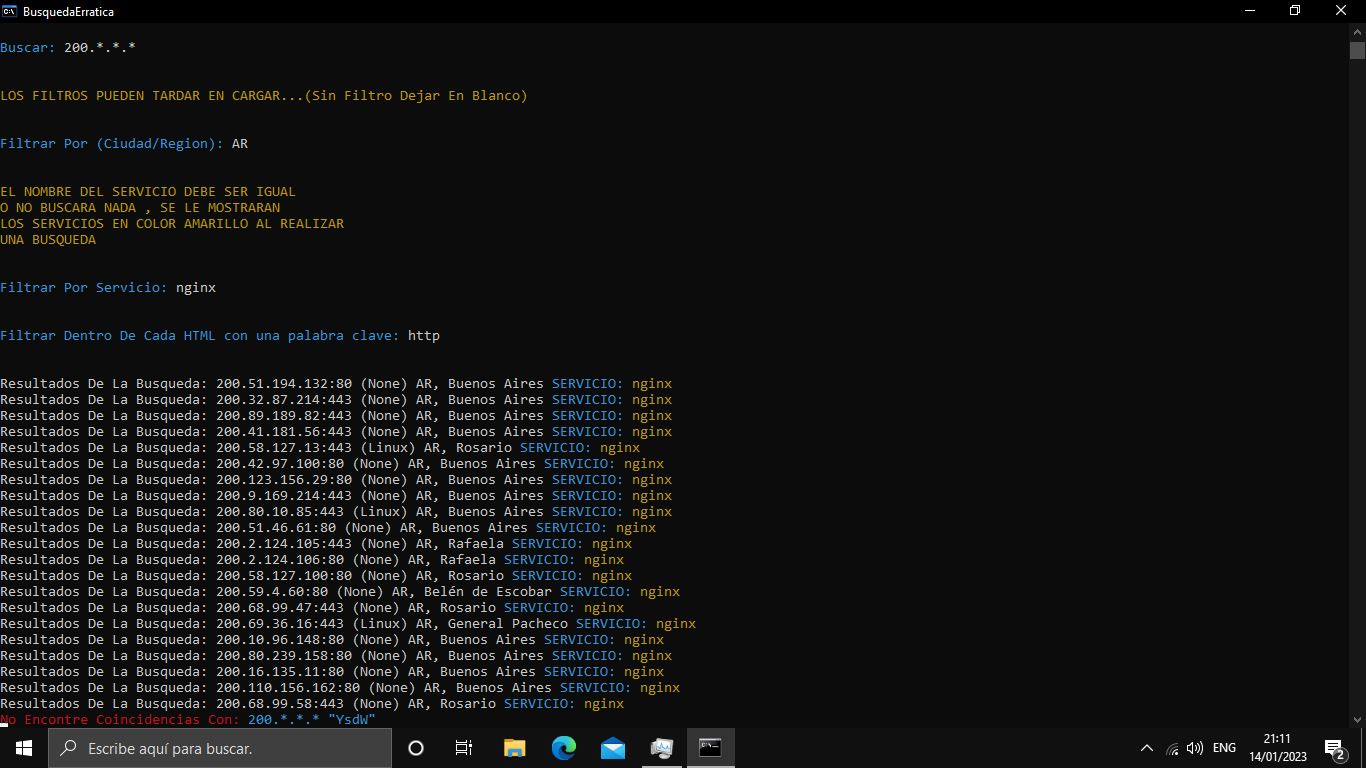 BusquedaErratica
Buscar: 200.*.*.*
LOS FILTROS PUEDEN TARDAR EN CARGAR...(Sin Filtro Dejar En Blanco)
Filtrar Por (Ciudad/Region): AR
EL NOMBRE DEL SERVICIO DEBE SER IGUAL
O NO BUSCARA NADA , SE LE MOSTRARAN
LOS SERVICIOS EN COLOR AMARILLO AL REALIZAR
UNA BUSQUEDA
Filtrar Por Servicio: nginx
Filtrar Dentro De Cada HTML con una palabra clave: http
Resultados De La Busqueda: 200.51.194.132:80 (None) AR, Buenos Aires SERVICIO: nginx
Resultados De La Busqueda: 200.32.87.214:443 (None) AR, Buenos Aires SERVICIO: nginx
Resultados De La Busqueda: 200.89.189.82:443 (None) AR, Buenos Aires SERVICIO: nginx
Resultados De La Busqueda: 200.41.181.56:443 (None) AR, Buenos Aires SERVICIO: nginx
Resultados De La Busqueda: 200.58.127.13:443 (Linux) AR, Rosario SERVICIO: nginx
Resultados De La Busqueda: 200.42.97.100:80 (None) AR, Buenos Aires SERVICIO: nginx
Resultados De La Busqueda: 200.123.156.29:80 (None) AR, Buenos Aires SERVICIO: nginx
Resultados De La Busqueda: 200.9.169.214:443 (None) AR, Buenos Aires SERVICIO: nginx
Resultados De La Busqueda: 200.80.10.85:443 (Linux) AR, Buenos Aires SERVICIO: nginx
Resultados De La Busqueda: 200.51.46.61:80 (None) AR, Buenos Aires SERVICIO: nginx
Resultados De La Busqueda: 200.2.124.105:443 (None) AR, Rafaela SERVICIO: nginx
Resultados De La Busqueda: 200.2.124.106:80 (None) AR, Rafaela SERVICIO: nginx
Resultados De La Busqueda: 200.58.127.100:80 (None) AR, Rosario SERVICIO: nginx
Resultados De La Busqueda: 200.59.4.60:80 (None) AR, Belén de Escobar SERVICIO: nginx
Resultados De La Busqueda: 200.68.99.47:443 (None) AR, Rosario SERVICIO: nginx
Resultados De La Busqueda: 200.69.36.16:443 (Linux) AR, General Pacheco SERVICIO: nginx
Resultados De La Busqueda: 200.10.96.148:80 (None) AR, Buenos Aires SERVICIO: nginx
Resultados De La Busqueda: 200.80.239.158:80 (None) AR, Buenos Aires SERVICIO: nginx
Resultados De La Busqueda: 200.16.135.11:80 (None) AR, Buenos Aires SERVICIO: nginx
Resultados De La Busqueda: 200.110.156.162:80 (None) AR, Buenos Aires SERVICIO: nginx
Resultados De La Busqueda: 200.68.99.58:443 (None) AR, Rosario SERVICIO: nginx
No Encontre Coincidencias Con: 200.*.*.* "YsdW"
Escribe aquí para buscar.
ENG
21:11
14/01/2023
2